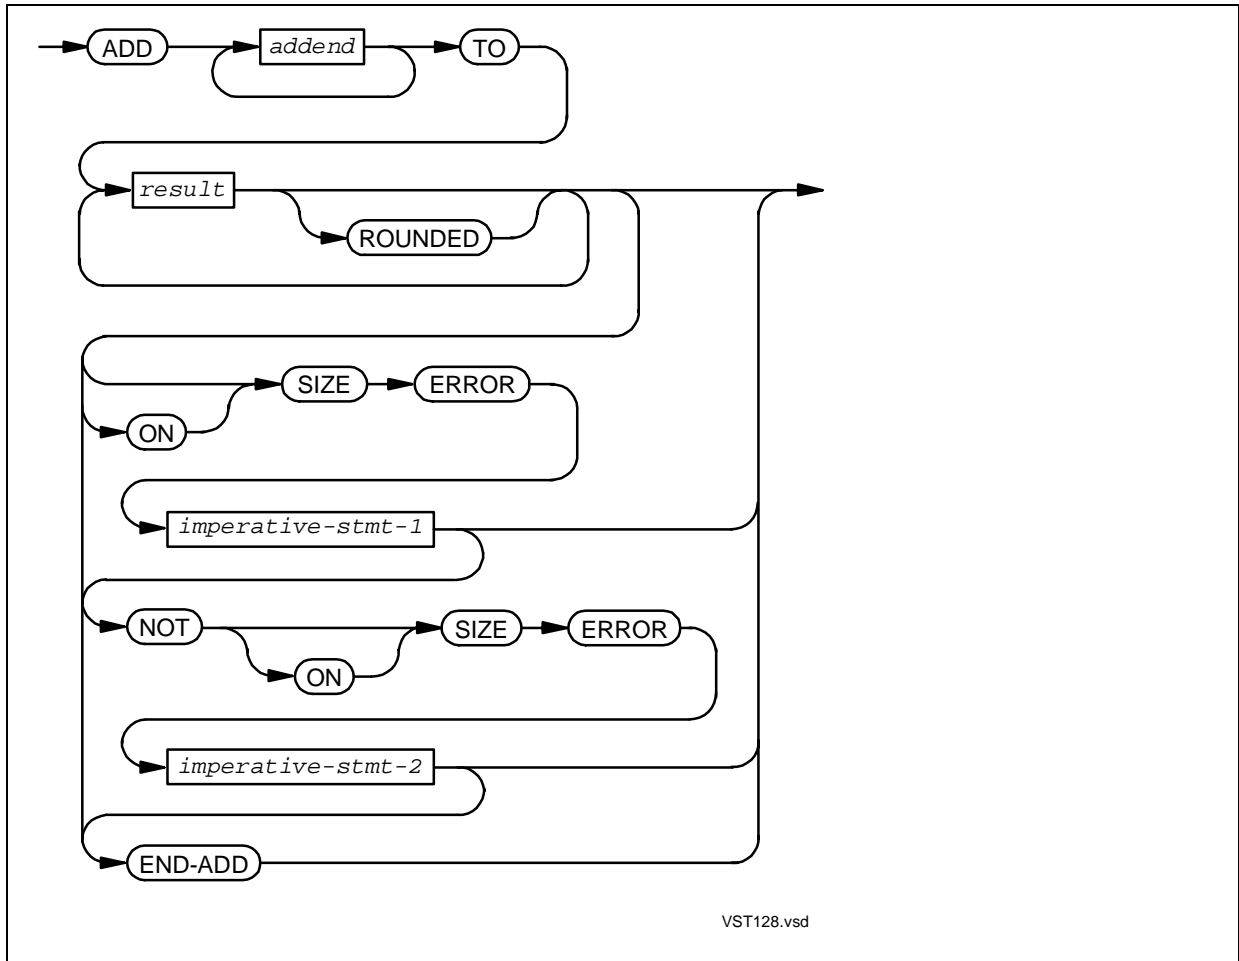 ADD addend TO
result
ROUNDED
SIZE ERROR
ON
imperative-stmt-1
NOT SIZE ERROR
ON
imperative-stmt-2
END-ADD
VST128.vsd